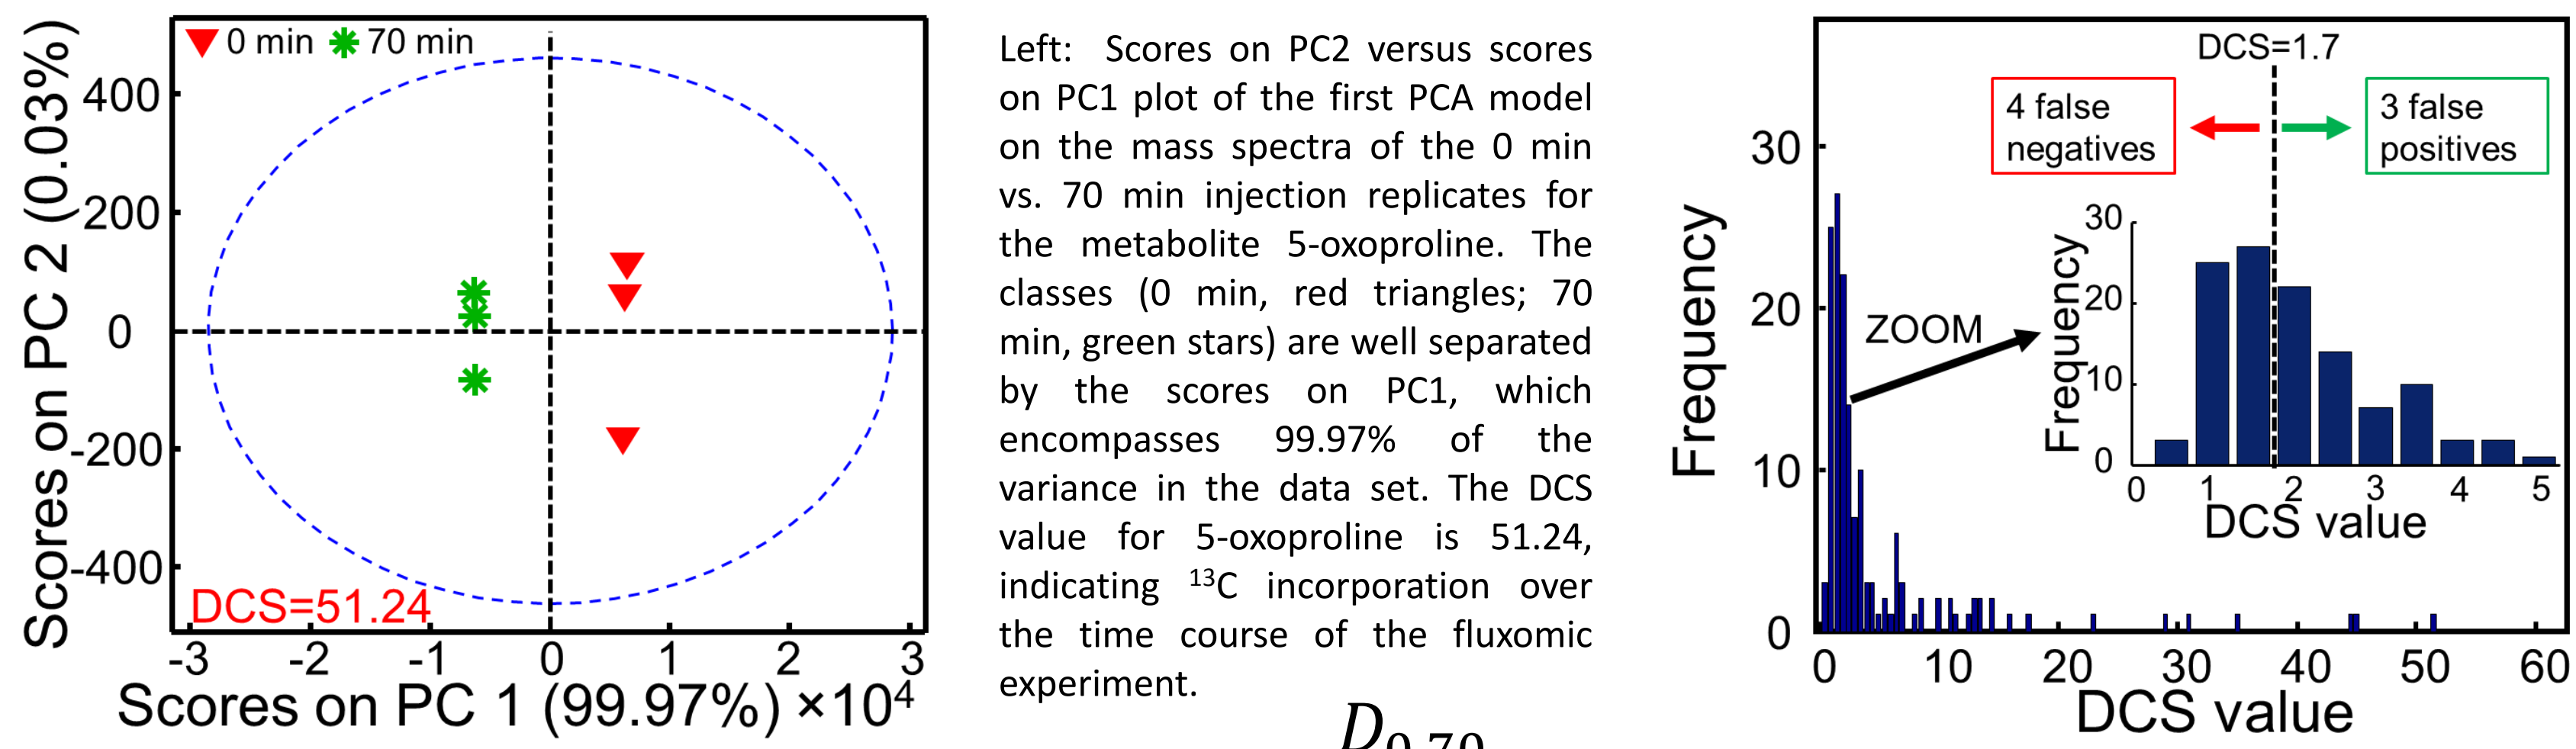 0 min 70 min
Scores on PC 2 (0.03%)
400
200
0
-200
-400
DCS=51.24
-3 -2 -1 0 1 2 3
Scores on PC 1 (99.97%) ×10⁴
Left: Scores on PC2 versus scores
on PC1 plot of the first PCA model
on the mass spectra of the 0 min
vs. 70 min injection replicates for
the metabolite 5-oxoproline. The
classes (0 min, red triangles; 70
min, green stars) are well separated
by the scores on PC1, which
encompasses 99.97% of the
variance in the data set. The DCS
value for 5-oxoproline is 51.24,
indicating ¹³C incorporation over
the time course of the fluxomic
experiment.
D₀,₇₀
DCS=1.7
4 false
negatives
3 false
positives
Frequency
30
20
10
0
ZOOM
Frequency
30
20
10
0
0 1 2 3 4 5
DCS value
0 10 20 30 40 50 60
DCS value